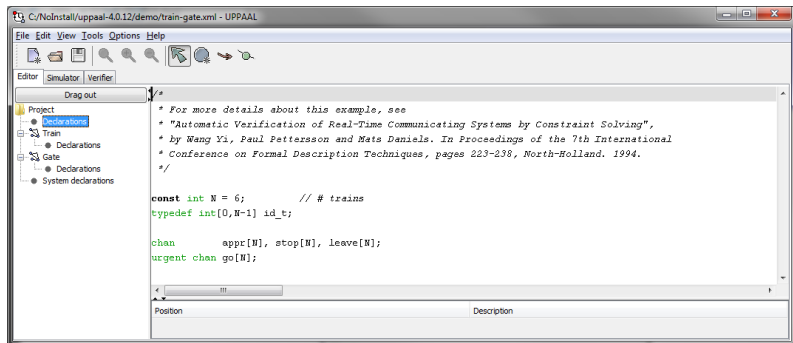 C:/NoInstall/uppaal-4.0.12/demo/train-gate.xml - UPPAAL
File Edit View Tools Options Help
Editor Simulator Verifier
Drag out
Project
Declarations
Train
Declarations
Gate
Declarations
System declarations
/*
* For more details about this example, see
* "Automatic Verification of Real-Time Communicating Systems by Constraint Solving",
* by Wang Yi, Paul Pettersson and Mats Daniels. In Proceedings of the 7th International
* Conference on Formal Description Techniques, pages 223-238, North-Holland. 1994.
*/
const int N = 6; // # trains
typedef int[0,N-1] id_t;
chan appr[N], stop[N], leave[N];
urgent chan go[N];
Position Description